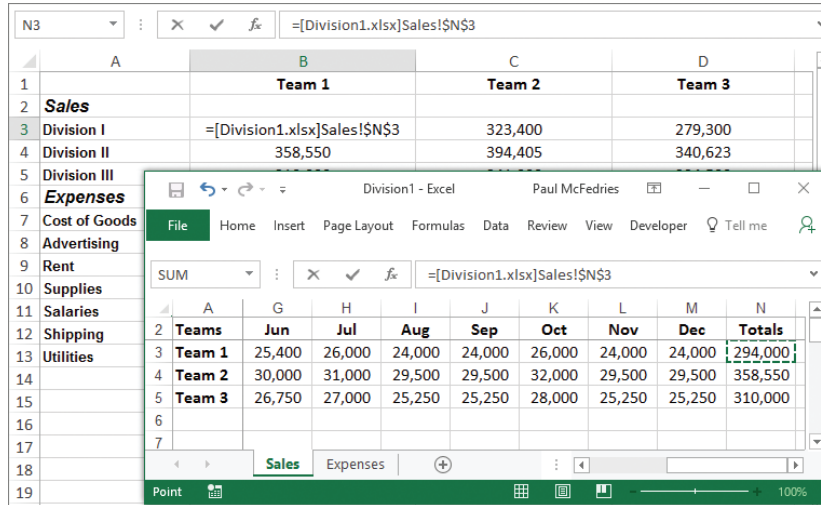 N3 fx =[Division1.xlsx]Sales!$N$3
A B C D
1 Team 1 Team 2 Team 3
2 Sales
3 Division I =[Division1.xlsx]Sales!$N$3 323,400 279,300
4 Division II 358,550 394,405 340,623
5 Division III
6 Expenses
7 Cost of Goods
8 Advertising
9 Rent
10 Supplies
11 Salaries
12 Shipping
13 Utilities
14
15
16
17
18
19
Division1 - Excel Paul McFedries
File Home Insert Page Layout Formulas Data Review View Developer Tell me
SUM fx =[Division1.xlsx]Sales!$N$3
A G H I J K L M N
2 Teams Jun Jul Aug Sep Oct Nov Dec Totals
3 Team 1 25,400 26,000 24,000 24,000 26,000 24,000 24,000 294,000
4 Team 2 30,000 31,000 29,500 29,500 32,000 29,500 29,500 358,550
5 Team 3 26,750 27,000 25,250 25,250 28,000 25,250 25,250 310,000
6
7
Sales Expenses
Point 100%